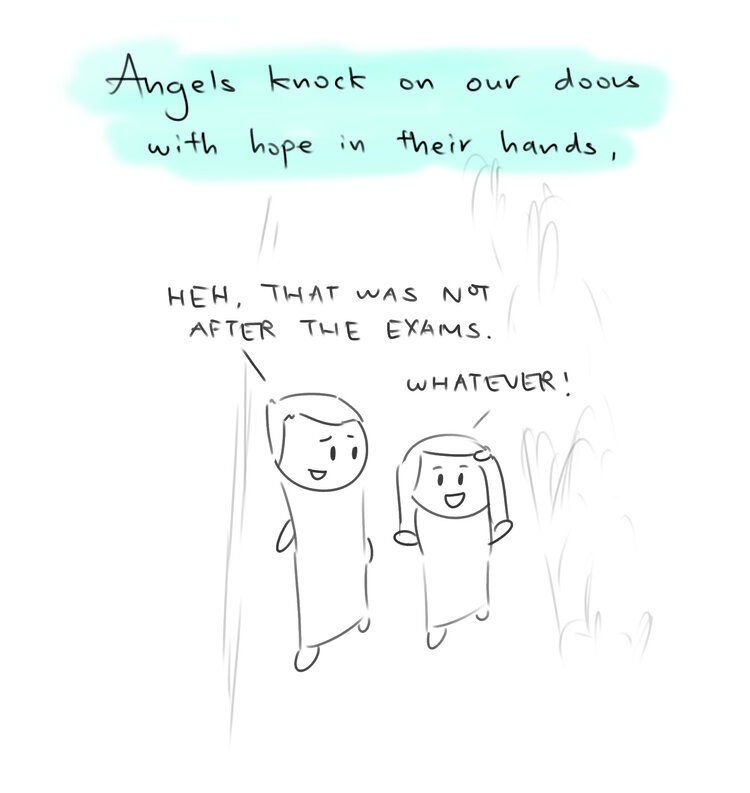 Angels knock on our doors
with hope in their hands,
HEH, THAT WAS NOT
AFTER THE EXAMS.
WHATEVER!